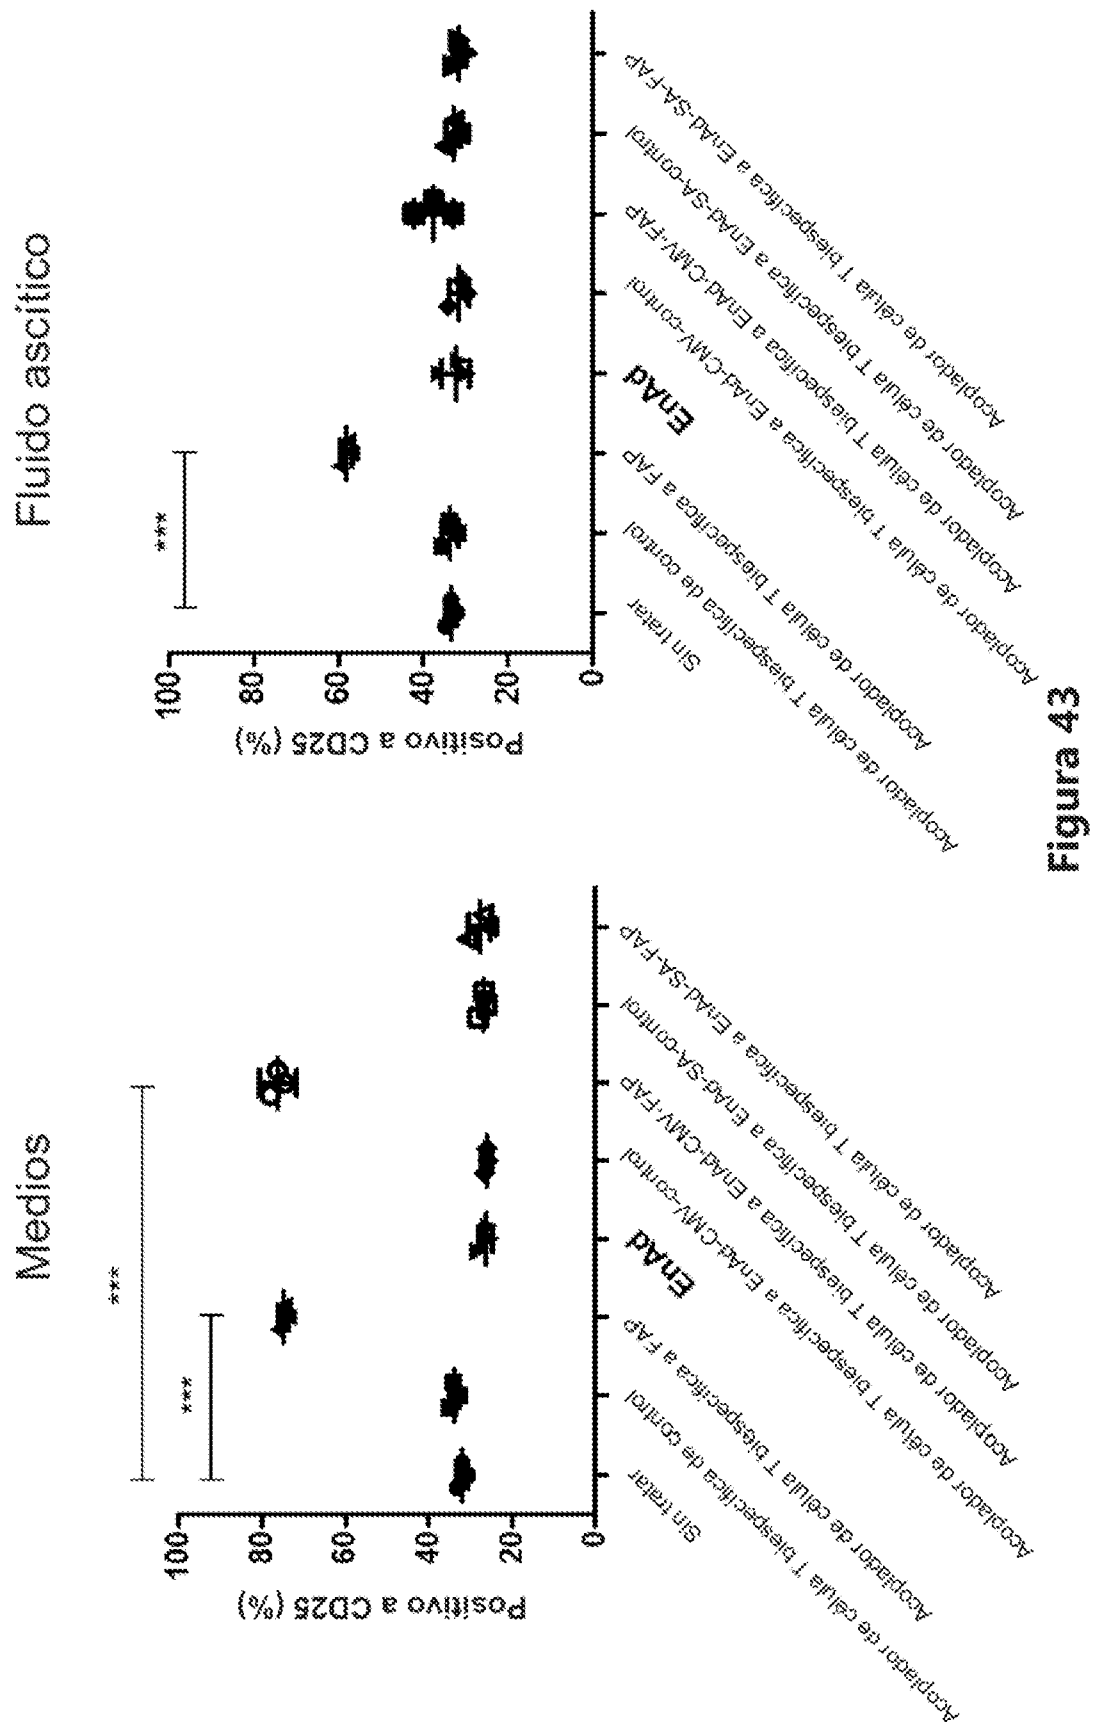 Medios
Positivo a CD25 (%)
100
80
60
40
20
0
***
***
Sin tratar
Acoplador de célula T biespecífica de control
Acoplador de célula T biespecífica a FAP
EnAd
Acoplador de célula T biespecífica a EnAd-CMV-control
Acoplador de célula T biespecífica a EnAd-CMV-FAP
Acoplador de célula T biespecífica a EnAd-SA-control
Acoplador de célula T biespecífica a EnAd-SA-FAP
Fluido ascítico
Positivo a CD25 (%)
100
80
60
40
20
0
***
Sin tratar
Acoplador de célula T biespecífica de control
Acoplador de célula T biespecífica a FAP
EnAd
Acoplador de célula T biespecífica a EnAd-CMV-control
Acoplador de célula T biespecífica a EnAd-CMV-FAP
Acoplador de célula T biespecífica a EnAd-SA-control
Acoplador de célula T biespecífica a EnAd-SA-FAP
Figura 43